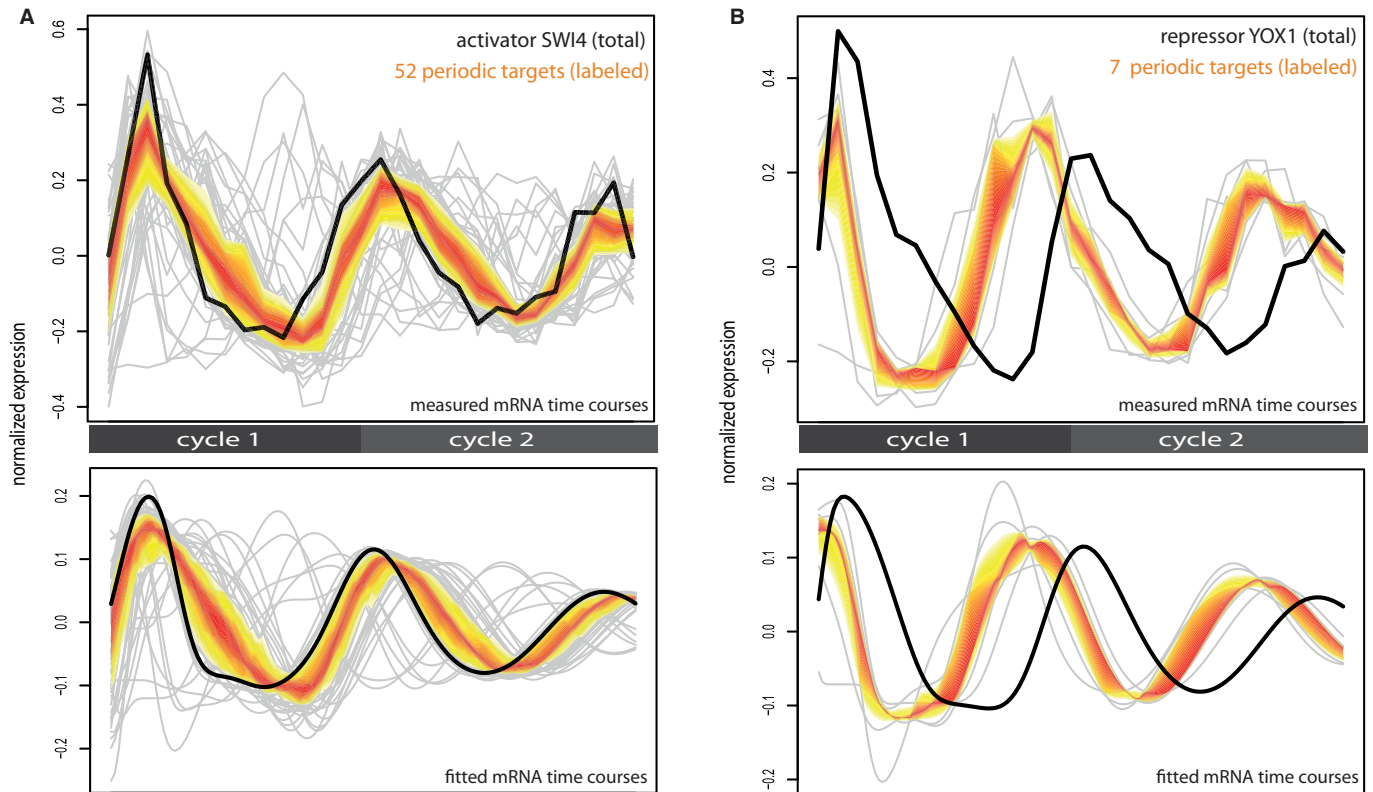 A
activator SWI4 (total)
52 periodic targets (labeled)
0.6
0.4
0.2
0.0
−0.2
−0.4
normalized expression
measured mRNA time courses
cycle 1
cycle 2
0.2
0.1
0.0
−0.1
−0.2
fitted mRNA time courses
B
repressor YOX1 (total)
7 periodic targets (labeled)
0.4
0.2
0.0
−0.2
normalized expression
measured mRNA time courses
cycle 1
cycle 2
0.2
0.1
0.0
−0.1
−0.2
fitted mRNA time courses